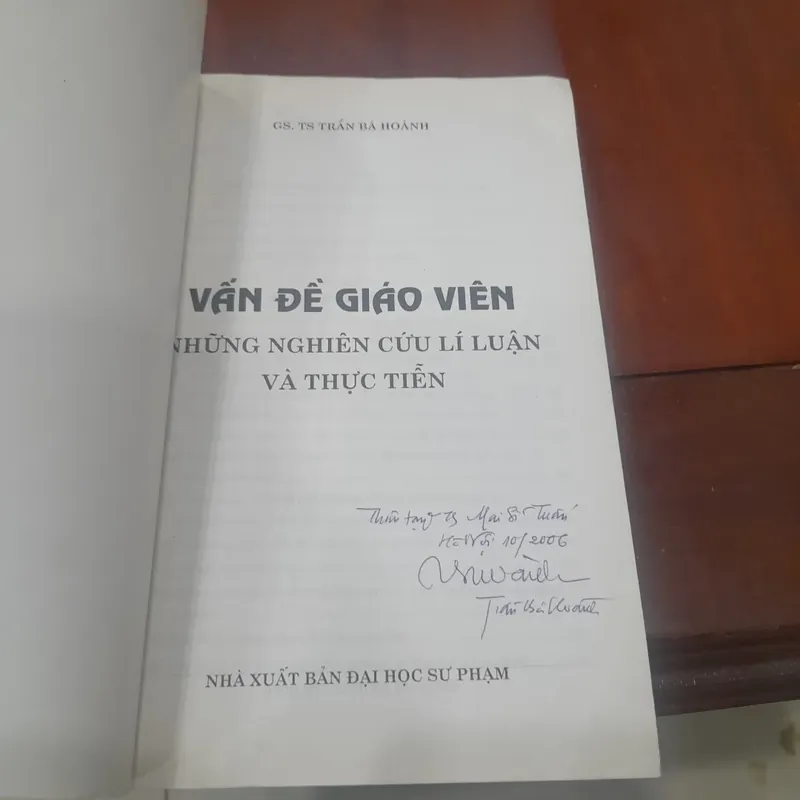 GS. TS TRẦN BÁ HOÀNH
VẤN ĐỀ GIÁO VIÊN
NHỮNG NGHIÊN CỨU LÍ LUẬN
VÀ THỰC TIỄN
Thân tặng TS Mai Sĩ Tuấn
Hà Nội 10/2006
Trần Bá Hoành
NHÀ XUẤT BẢN ĐẠI HỌC SƯ PHẠM